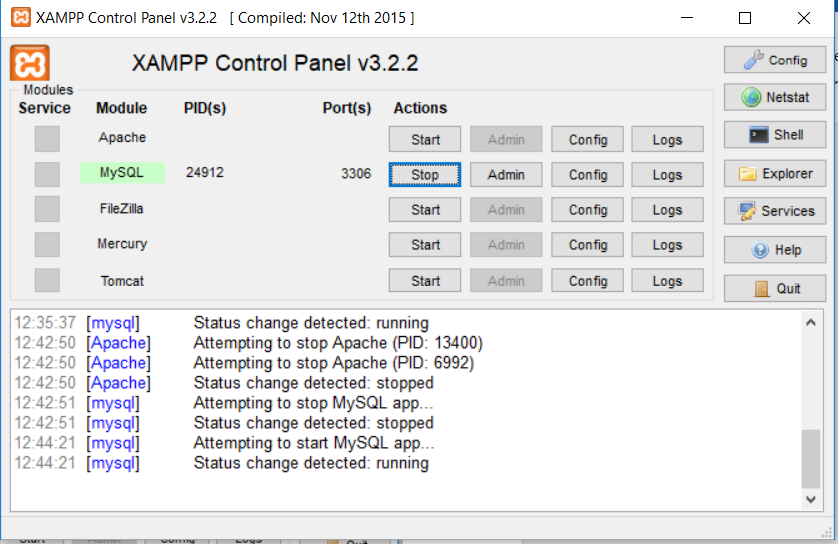 XAMPP Control Panel v3.2.2 [ Compiled: Nov 12th 2015 ]
XAMPP Control Panel v3.2.2
Config
Modules
Service Module PID(s) Port(s) Actions
Netstat
Apache Start Admin Config Logs
Shell
MySQL 24912 3306 Stop Admin Config Logs
Explorer
FileZilla Start Admin Config Logs
Services
Mercury Start Admin Config Logs
Help
Tomcat Start Admin Config Logs
Quit
12:35:37 [mysql] Status change detected: running
12:42:50 [Apache] Attempting to stop Apache (PID: 13400)
12:42:50 [Apache] Attempting to stop Apache (PID: 6992)
12:42:50 [Apache] Status change detected: stopped
12:42:51 [mysql] Attempting to stop MySQL app...
12:42:51 [mysql] Status change detected: stopped
12:44:21 [mysql] Attempting to start MySQL app...
12:44:21 [mysql] Status change detected: running
Start Admin Config Logs Quit